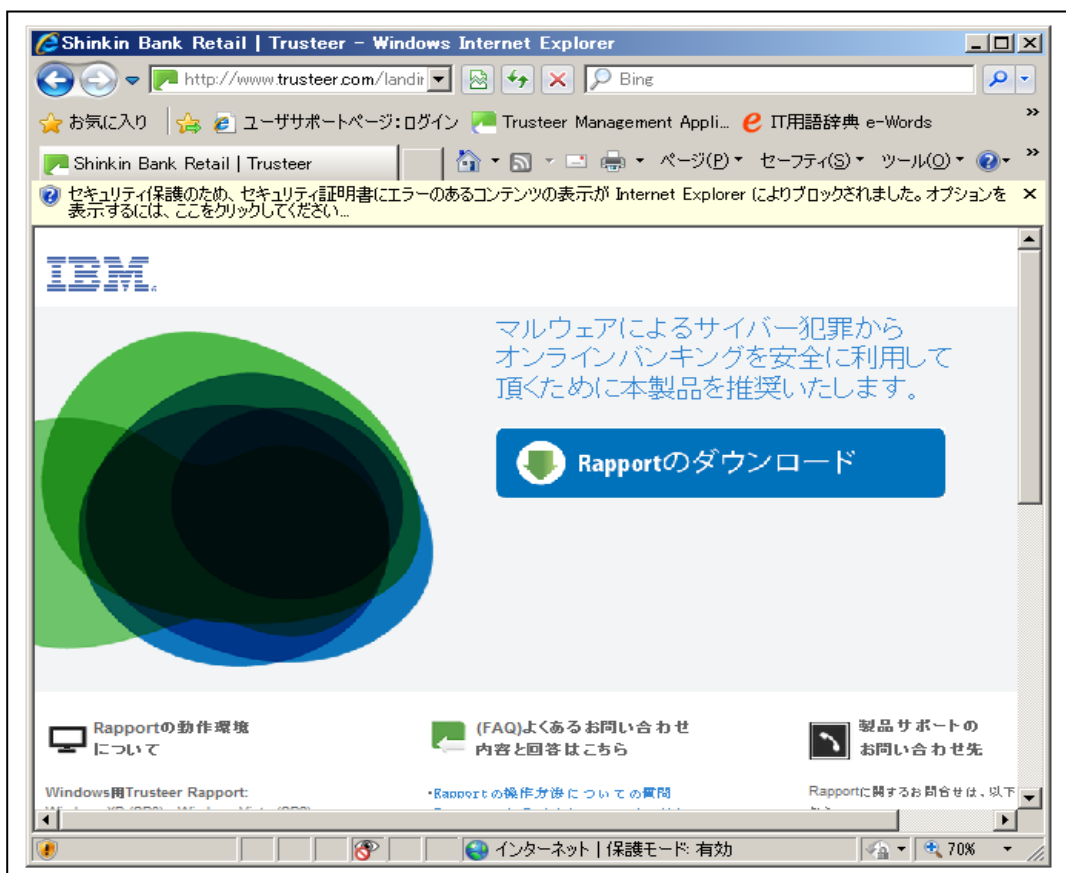 Shinkin Bank Retail | Trusteer - Windows Internet Explorer
http://www.trusteer.com/landir
Bing
お気に入り
ユーザサポートページ:ログイン
Trusteer Management Appli...
IT用語辞典 e-Words
Shinkin Bank Retail | Trusteer
ページ(P)
セーフティ(S)
ツール(O)
セキュリティ保護のため、セキュリティ証明書にエラーのあるコンテンツの表示が Internet Explorer によりブロックされました。オプションを
表示するには、ここをクリックしてください...
IBM
マルウェアによるサイバー犯罪から
オンラインバンキングを安全に利用して
頂くために本製品を推奨いたします。
Rapportのダウンロード
Rapportの動作環境
について
(FAQ)よくあるお問い合わせ
内容と回答はこちら
製品サポートの
お問い合わせ先
Windows用Trusteer Rapport:
・Rapportの操作方法についての質問
Rapportに関するお問合せは、以下
インターネット | 保護モード: 有効
70%